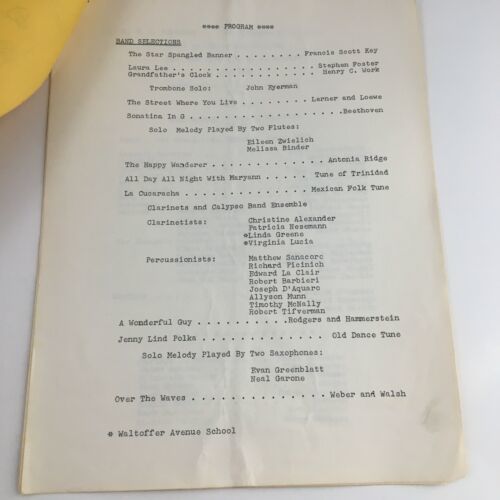 **** PROGRAM ****
BAND SELECTIONS
The Star Spangled Banner . . . . . . . . Francis Scott Key
Laura Lee . . . . . . . . . . . . . . . . . Stephen Foster
Grandfather's Clock . . . . . . . . . . . . Henry C. Work
Trombone Solo: John Ryerman
The Street Where You Live . . . . . . . . Lerner and Loewe
Sonatina In G . . . . . . . . . . . . . . . . . .Beethoven
Solo Melody Played By Two Flutes:
Eileen Zwielich
Melissa Binder
The Happy Wanderer . . . . . . . . . . . . . Antonia Ridge
All Day All Night With Maryann . . . . . Tune of Trinidad
La Cucaracha . . . . . . . . . . . . . . Mexican Folk Tune
Clarinets and Calypso Band Ensemble
Clarinetists: Christine Alexander
Patricia Nesemann
*Linda Greene
*Virginia Lucia
Percussionists: Matthew Sanacore
Richard Picinich
Edward La Clair
Robert Barbieri
Joseph D'Aquaro
Allyson Munn
Timothy McNally
Robert Tifverman
A Wonderful Guy . . . . . . . . . .Rodgers and Hammerstein
Jenny Lind Polka . . . . . . . . . . . . . Old Dance Tune
Solo Melody Played By Two Saxophones:
Evan Greenblatt
Neal Garone
Over The Waves . . . . . . . . . . . . . . Weber and Walsh
* Waltoffer Avenue School